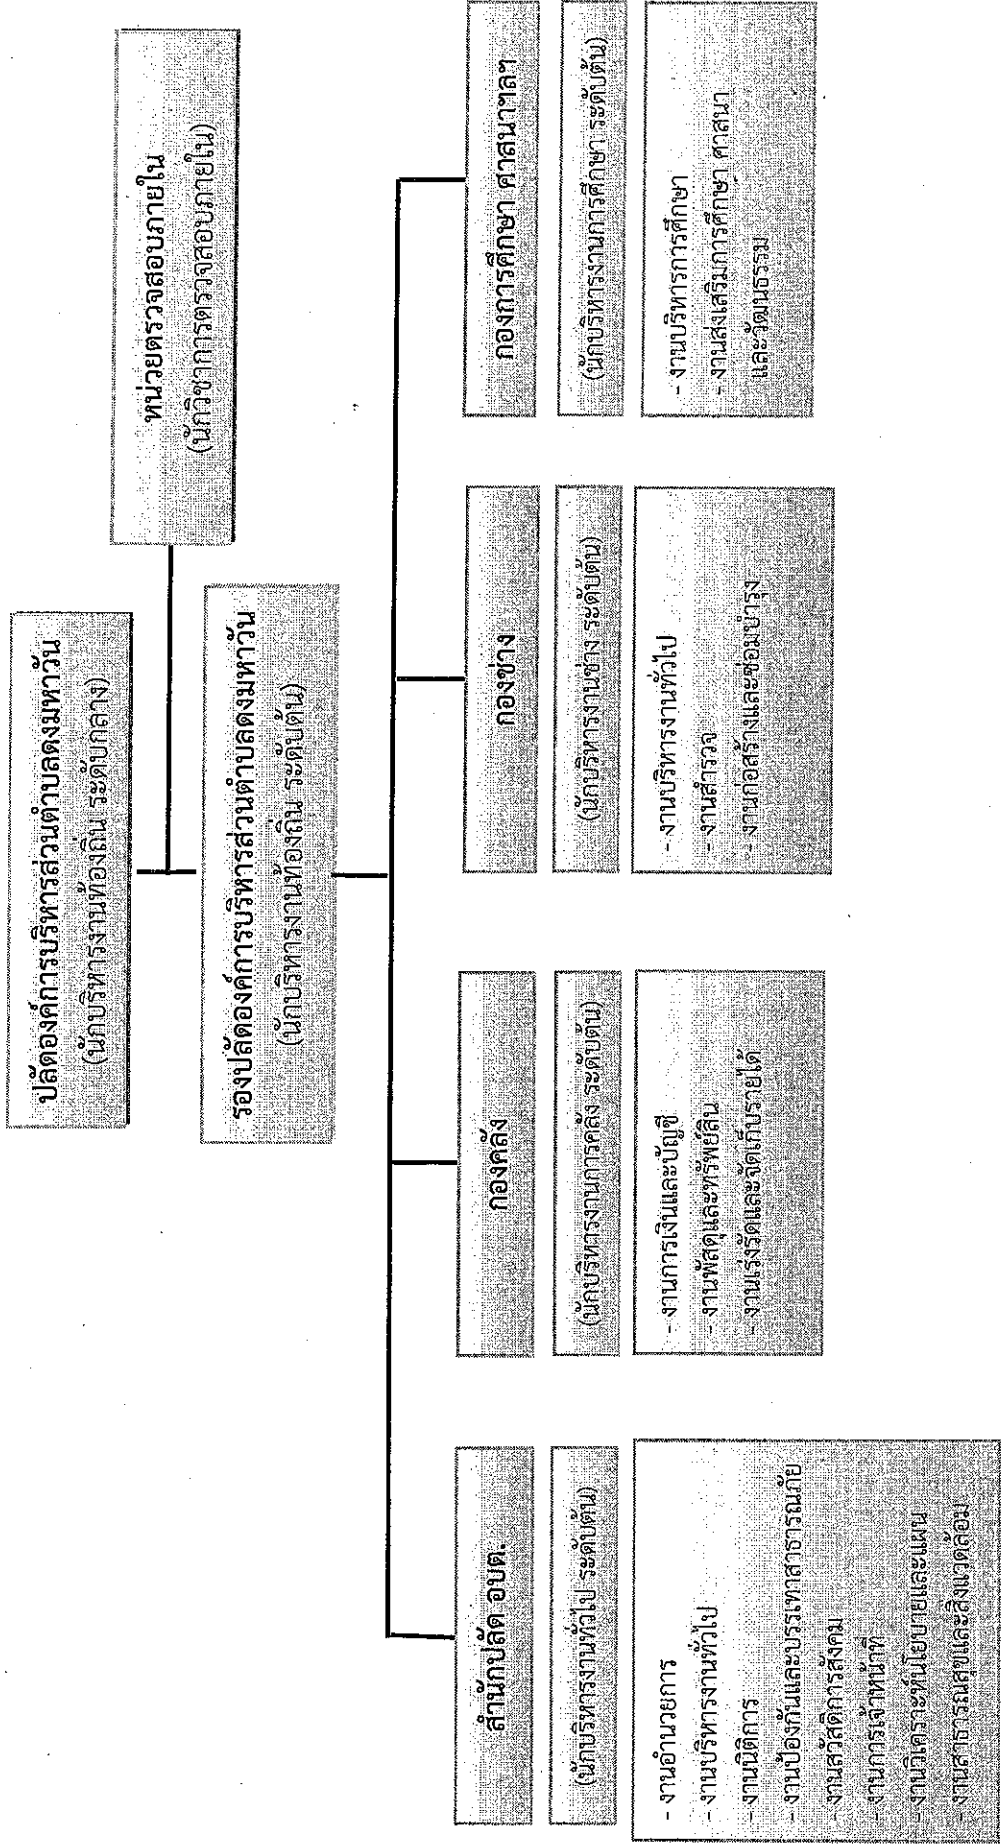 ปลัดองค์การบริหารส่วนตำบลดงมหาวัน
(นักบริหารงานท้องถิ่น ระดับกลาง)
หน่วยตรวจสอบภายใน
(นักวิชาการตรวจสอบภายใน)
รองปลัดองค์การบริหารส่วนตำบลดงมหาวัน
(นักบริหารงานท้องถิ่น ระดับต้น)
สำนักปลัด อบต.
(นักบริหารงานทั่วไป ระดับต้น)
- งานอำนวยการ
- งานบริหารงานทั่วไป
- งานนิติการ
- งานป้องกันและบรรเทาสาธารณภัย
- งานสวัสดิการสังคม
- งานการเจ้าหน้าที่
- งานวิเคราะห์นโยบายและแผน
- งานสาธารณสุขและสิ่งแวดล้อม
กองคลัง
(นักบริหารงานการคลัง ระดับต้น)
- งานการเงินและบัญชี
- งานพัสดุและทรัพย์สิน
- งานเร่งรัดและจัดเก็บรายได้
กองช่าง
(นักบริหารงานช่าง ระดับต้น)
- งานบริหารงานทั่วไป
- งานสำรวจ
- งานก่อสร้างและซ่อมบำรุง
กองการศึกษา ศาสนาฯลฯ
(นักบริหารงานการศึกษา ระดับต้น)
- งานบริหารการศึกษา
- งานส่งเสริมการศึกษา ศาสนา
และวัฒนธรรม